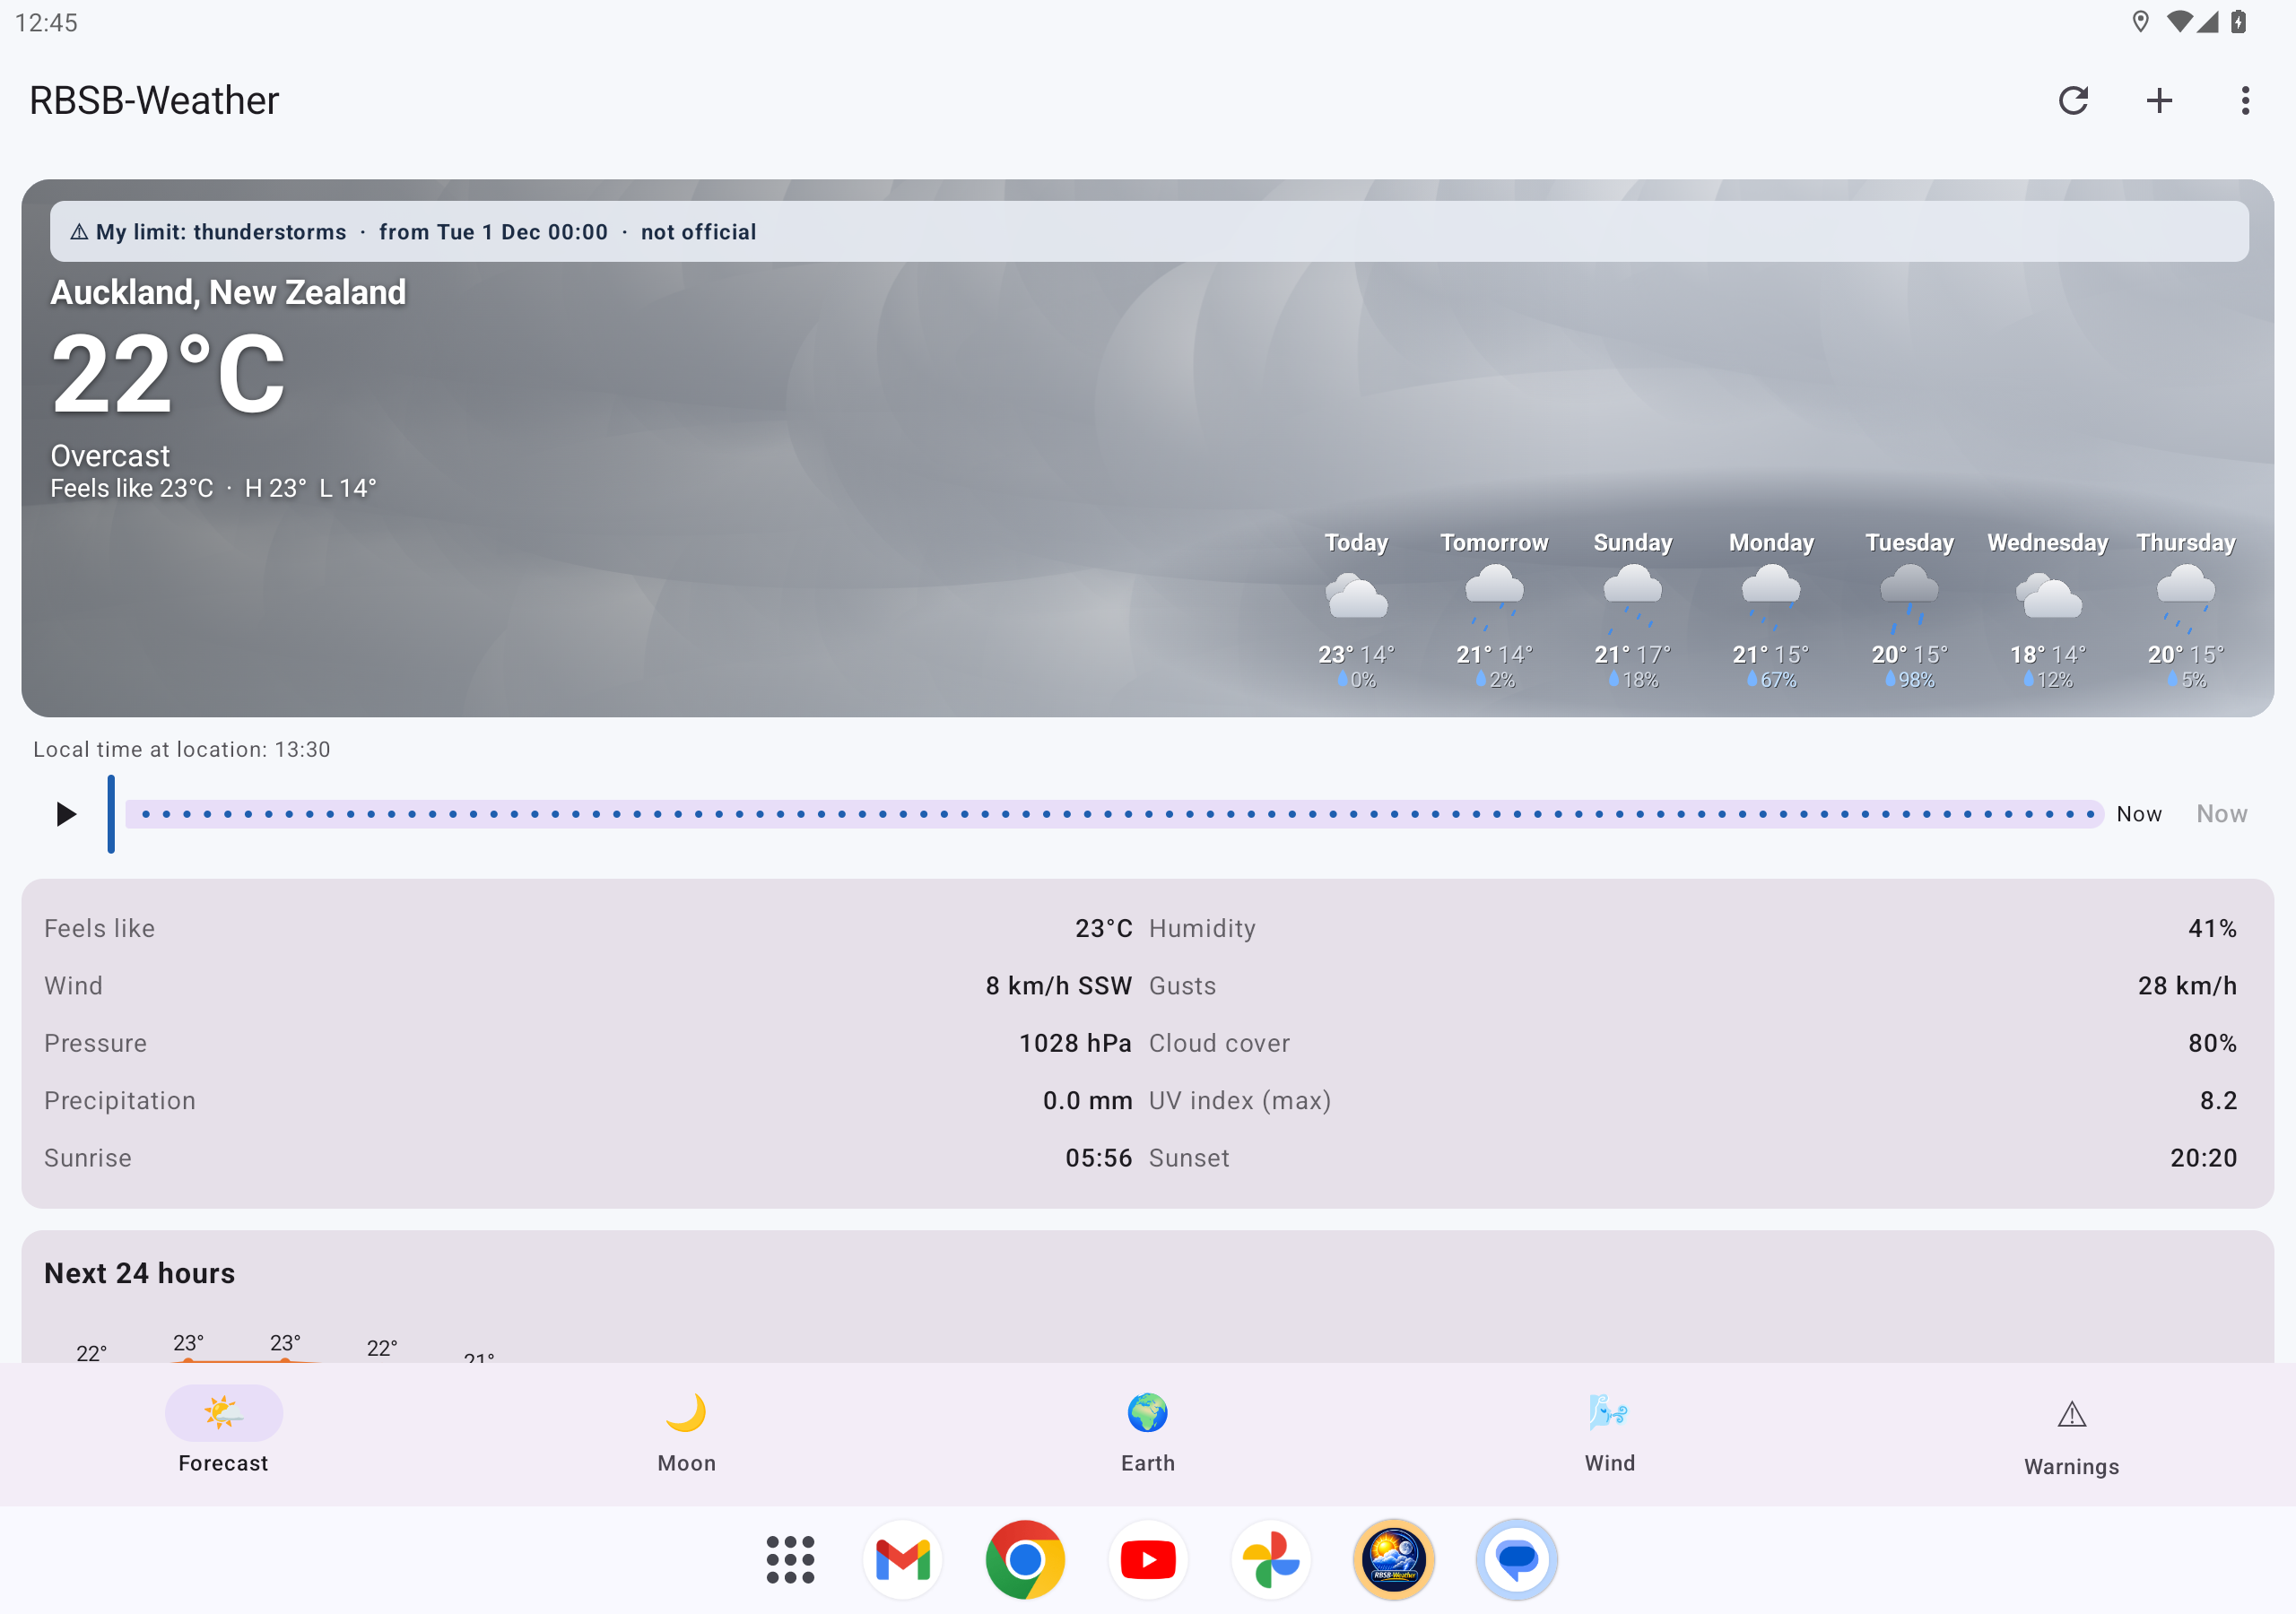 12:45
RBSB-Weather
⚠ My limit: thunderstorms · from Tue 1 Dec 00:00 · not official
Auckland, New Zealand
22°C
Overcast
Feels like 23°C · H 23° L 14°
Today Tomorrow Sunday Monday Tuesday Wednesday Thursday
23° 14° 21° 14° 21° 17° 21° 15° 20° 15° 18° 14° 20° 15°
0% 2% 18% 67% 98% 12% 5%
Local time at location: 13:30
Now Now
Feels like 23°C Humidity 41%
Wind 8 km/h SSW Gusts 28 km/h
Pressure 1028 hPa Cloud cover 80%
Precipitation 0.0 mm UV index (max) 8.2
Sunrise 05:56 Sunset 20:20
Next 24 hours
22° 23° 23° 22° 21°
Forecast Moon Earth Wind Warnings
RBSB-Weather